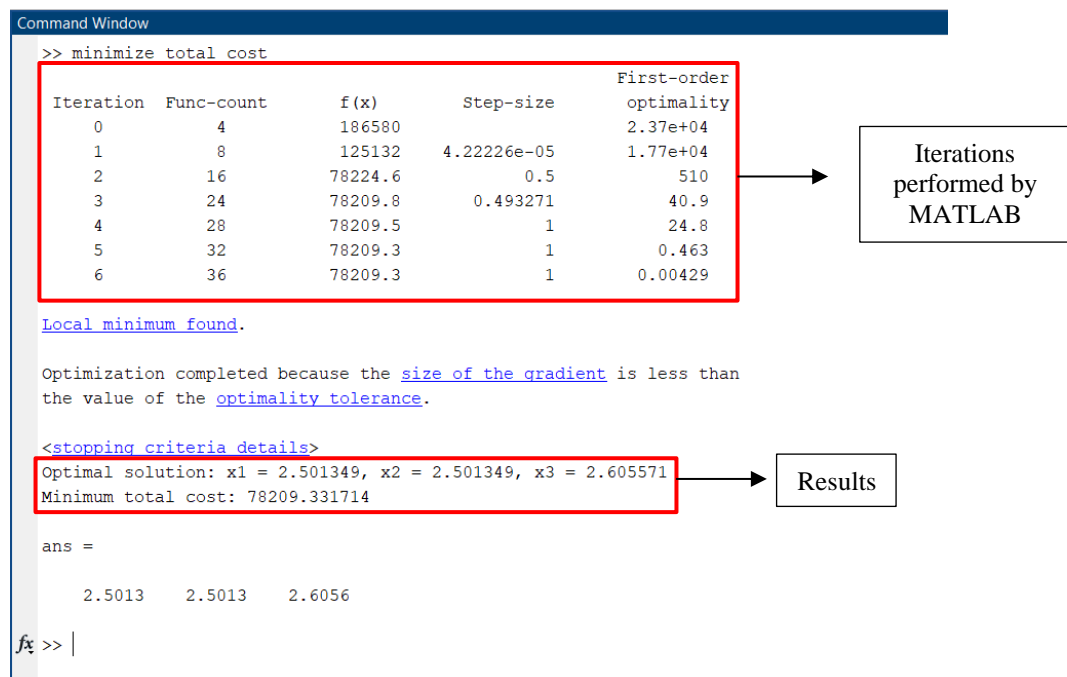 Command Window
>> minimize total cost
First-order
Iteration Func-count f(x) Step-size optimality
0 4 186580 2.37e+04
1 8 125132 4.22226e-05 1.77e+04
2 16 78224.6 0.5 510
3 24 78209.8 0.493271 40.9
4 28 78209.5 1 24.8
5 32 78209.3 1 0.463
6 36 78209.3 1 0.00429
Iterations
performed by
MATLAB
Local minimum found.
Optimization completed because the size of the gradient is less than
the value of the optimality tolerance.
<stopping criteria details>
Optimal solution: x1 = 2.501349, x2 = 2.501349, x3 = 2.605571
Minimum total cost: 78209.331714
Results
ans =
2.5013 2.5013 2.6056
fx >>